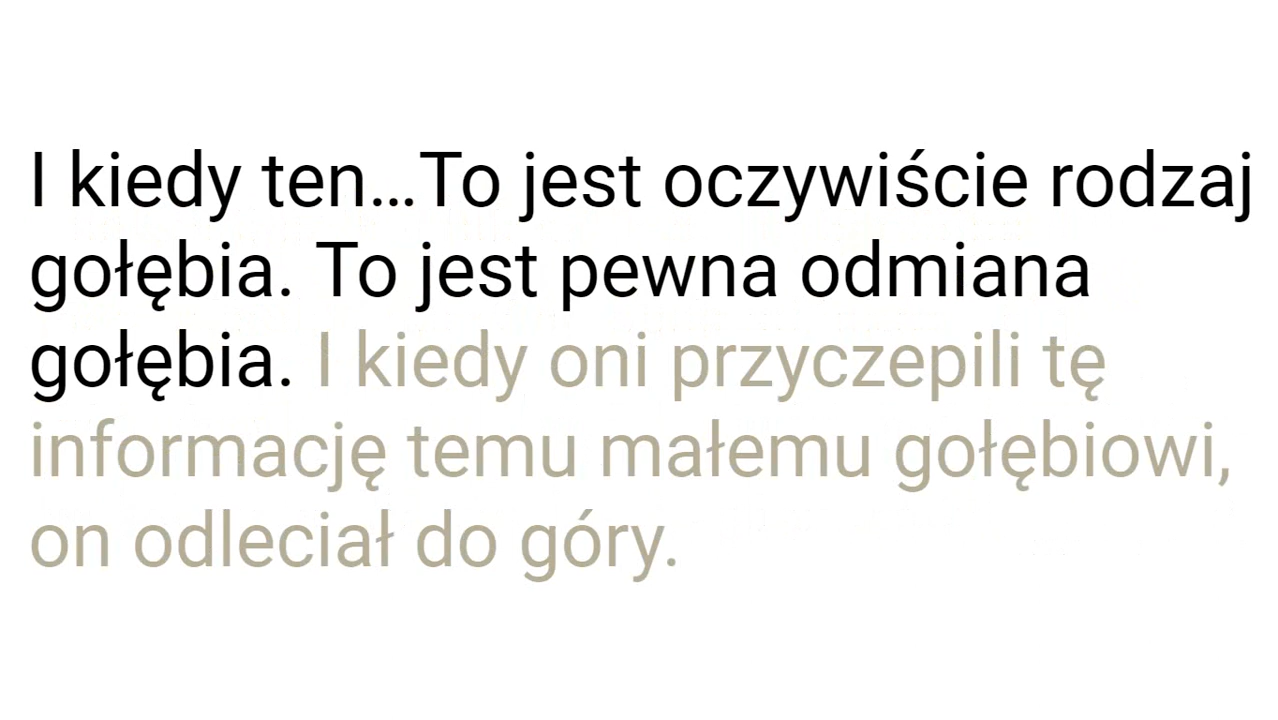 I kiedy ten...To jest oczywiście rodzaj
gołębia. To jest pewna odmiana
gołębia. I kiedy oni przyczepili tę
informację temu małemu gołębiowi,
on odleciał do góry.